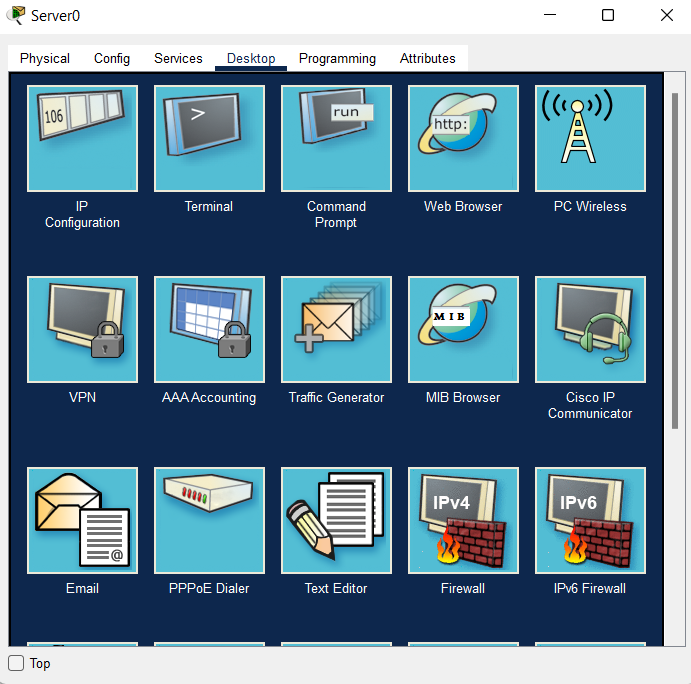 Server0
Physical Config Services Desktop Programming Attributes
106
>
run
http:
IP
Configuration
Terminal
Command
Prompt
Web Browser
PC Wireless
MIB
VPN
AAA Accounting
Traffic Generator
MIB Browser
Cisco IP
Communicator
@
IPv4
IPv6
Email
PPPoE Dialer
Text Editor
Firewall
IPv6 Firewall
Top